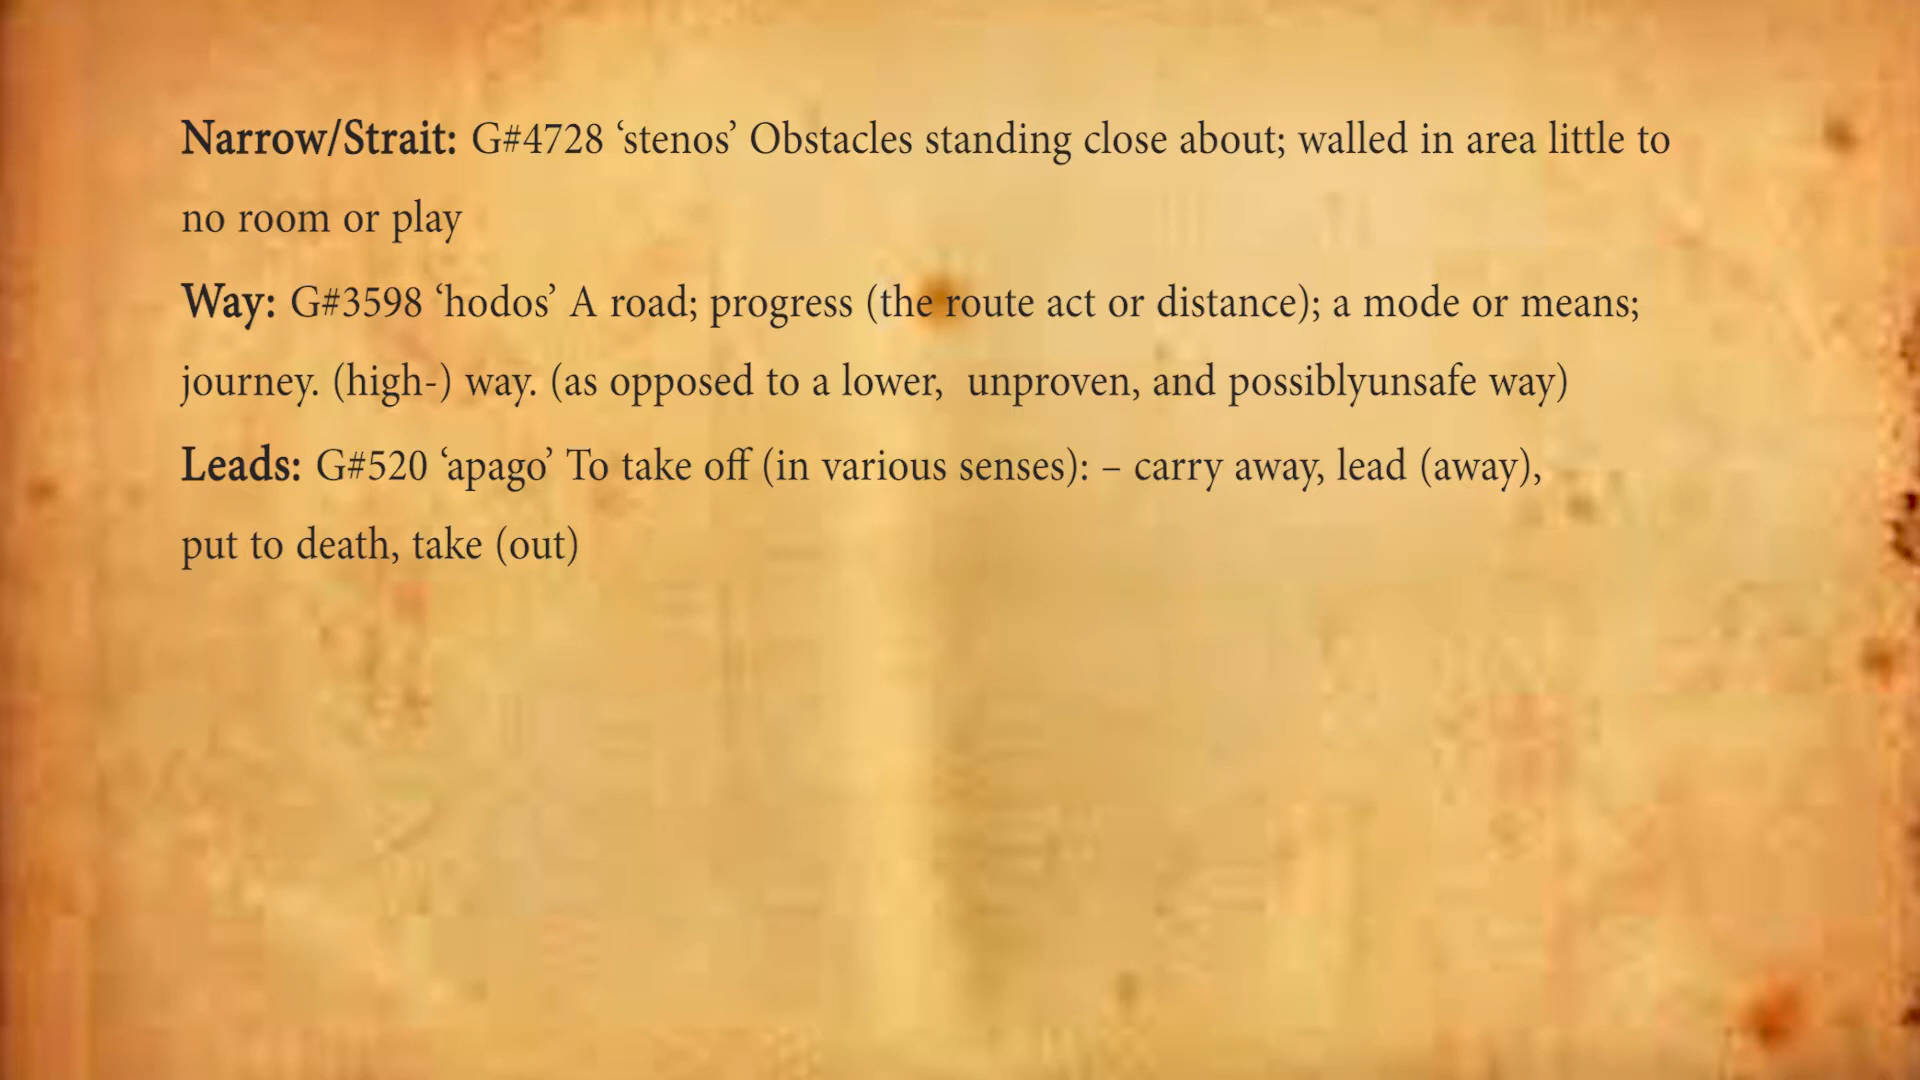 Narrow/Strait: G#4728 ‘stenos’ Obstacles standing close about; walled in area little to
no room or play
Way: G#3598 ‘hodos’ A road; progress (the route act or distance); a mode or means;
journey. (high-) way. (as opposed to a lower,  unproven, and possiblyunsafe way)
Leads: G#520 ‘apago’ To take off (in various senses): – carry away, lead (away),
put to death, take (out)